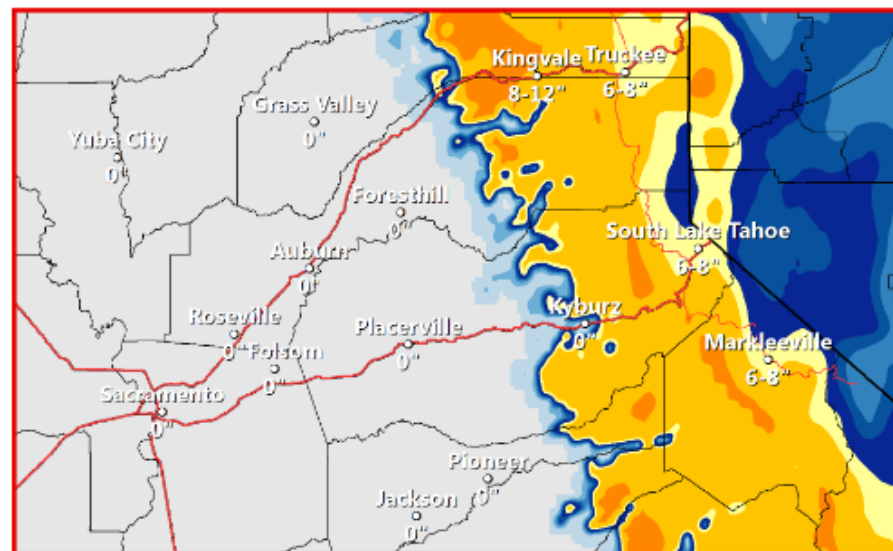 Kingvale
8-12"
Truckee
6-8"
Grass Valley
0"
Yuba City
0"
Foresthill
0"
South Lake Tahoe
6-8"
Auburn
0"
Roseville
0"
Placerville
0"
Kyburz
0"
Folsom
0"
Markleeville
6-8"
Sacramento
0"
Pioneer
0"
Jackson
0"